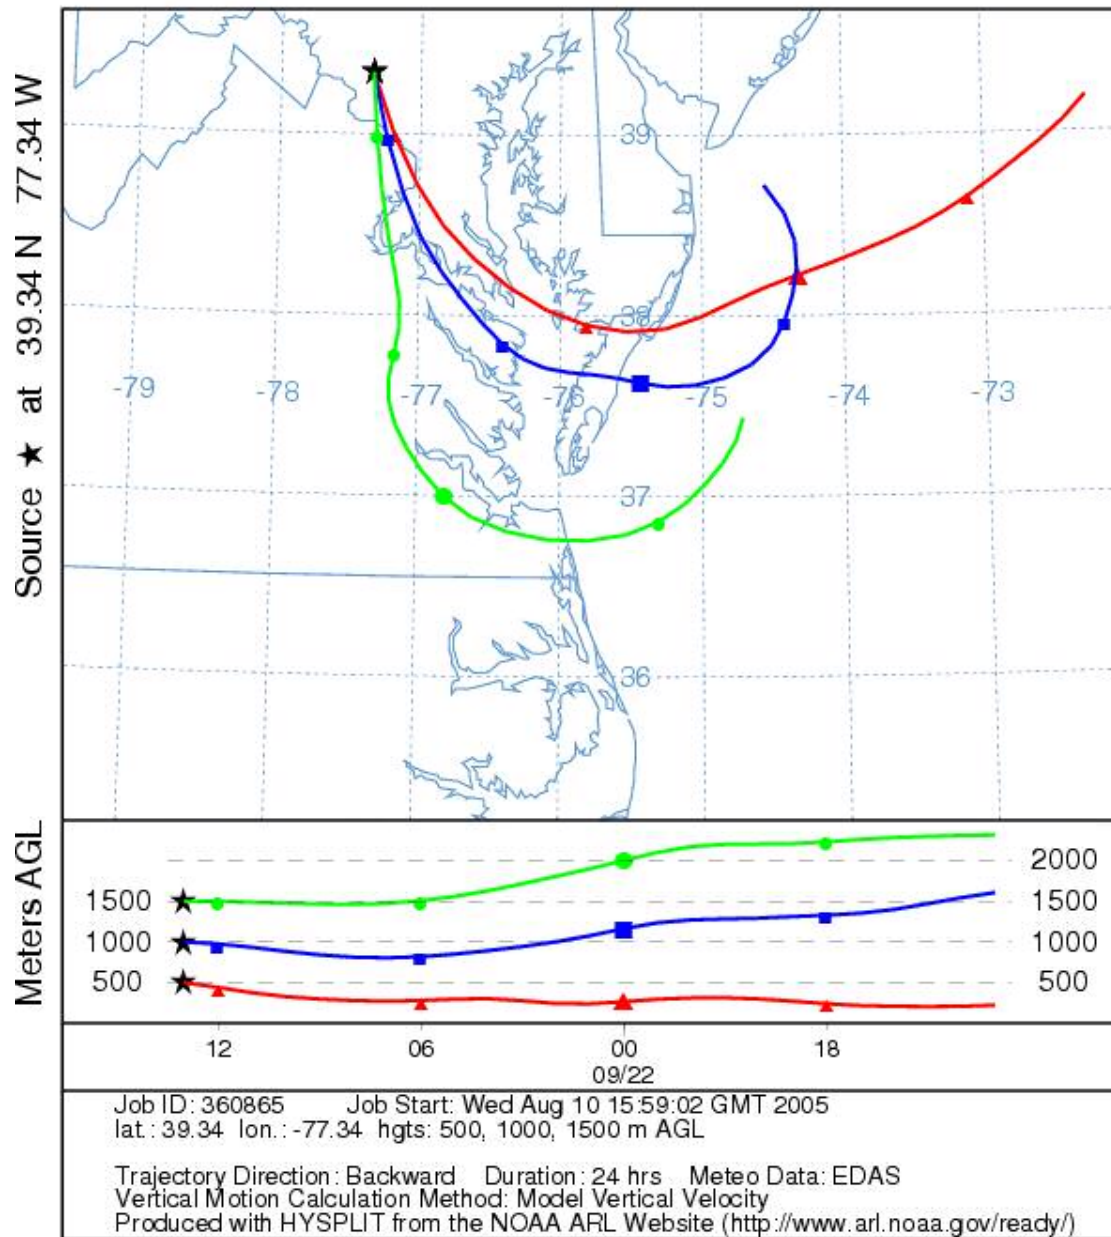 Source ★ at 39.34 N 77.34 W
39
38
-79 -78 -77 -76 -75 -74 -73
37
36
Meters AGL
2000
1500 1500
1000 1000
500 500
12 06 00 18
09/22
Job ID: 360865 Job Start: Wed Aug 10 15:59:02 GMT 2005
lat.: 39.34 lon.: -77.34 hgts: 500, 1000, 1500 m AGL
Trajectory Direction: Backward Duration: 24 hrs Meteo Data: EDAS
Vertical Motion Calculation Method: Model Vertical Velocity
Produced with HYSPLIT from the NOAA ARL Website (http://www.arl.noaa.gov/ready/)